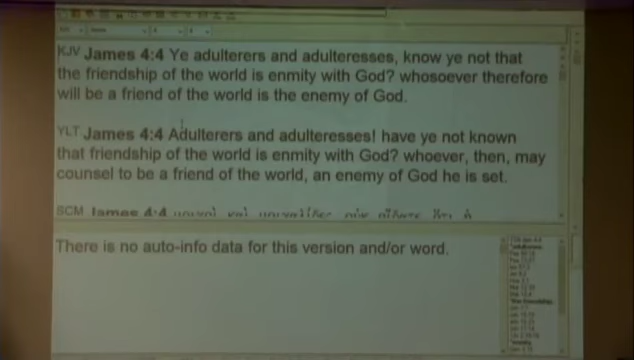 KJV James 4:4 Ye adulterers and adulteresses, know ye not that
the friendship of the world is enmity with God? whosoever therefore
will be a friend of the world is the enemy of God.
YLT James 4:4 Adulterers and adulteresses! have ye not known
that friendship of the world is enmity with God? whoever, then, may
counsel to be a friend of the world, an enemy of God he is set.
SCM James 4:4
There is no auto-info data for this version and/or word.